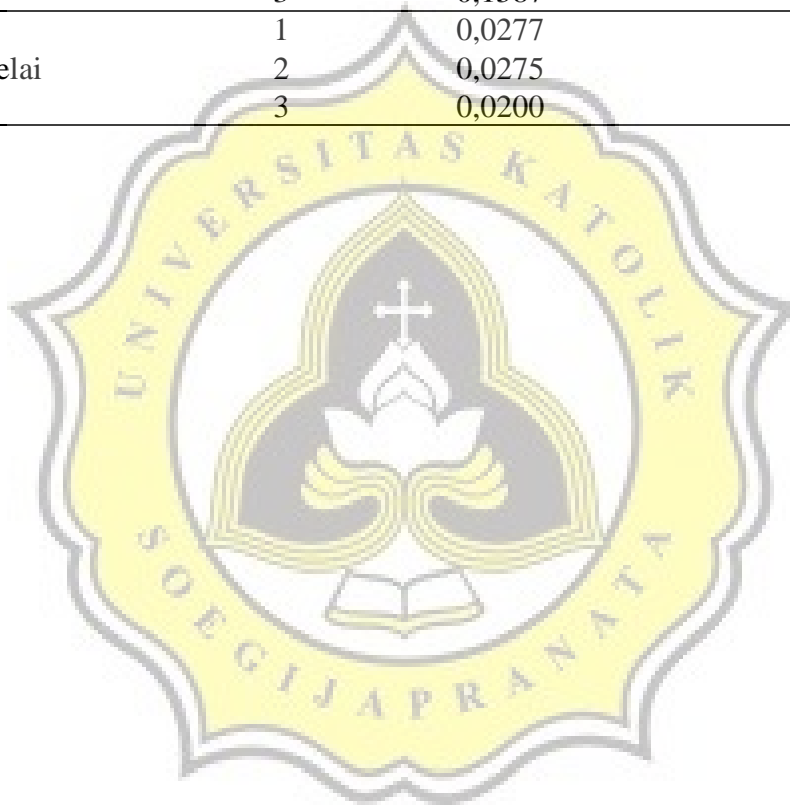 1 0,0277
elai 2 0,0275
3 0,0200
UNIVERSITAS KATOLIK
SOEGIJAPRANATA